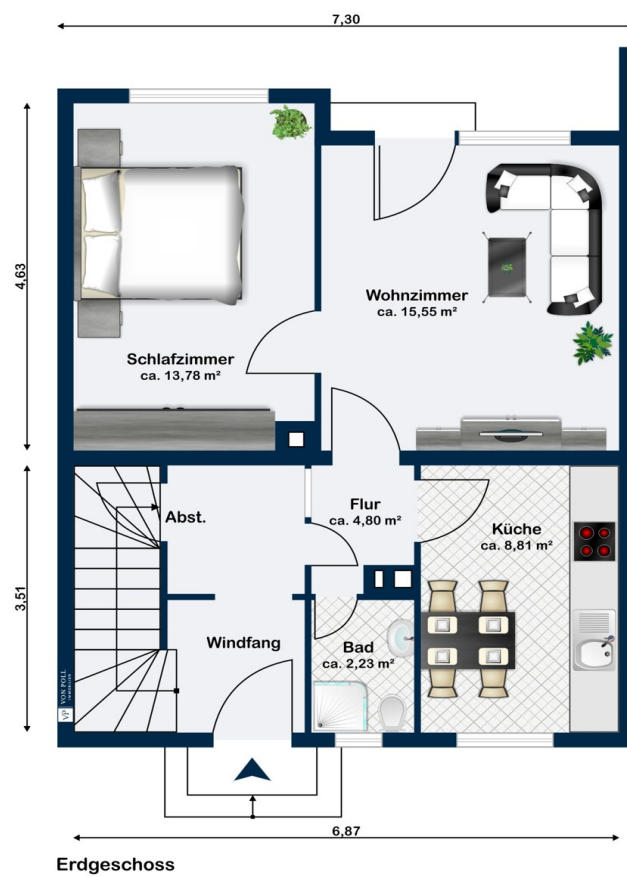 7,30
4,63
Wohnzimmer
ca. 15,55 m²
Schlafzimmer
ca. 13,78 m²
3,51
Abst.
Flur
ca. 4,80 m²
Küche
ca. 8,81 m²
Windfang
Bad
ca. 2,23 m²
VON POLL
IMMOBILIEN
VP
6,87
Erdgeschoss